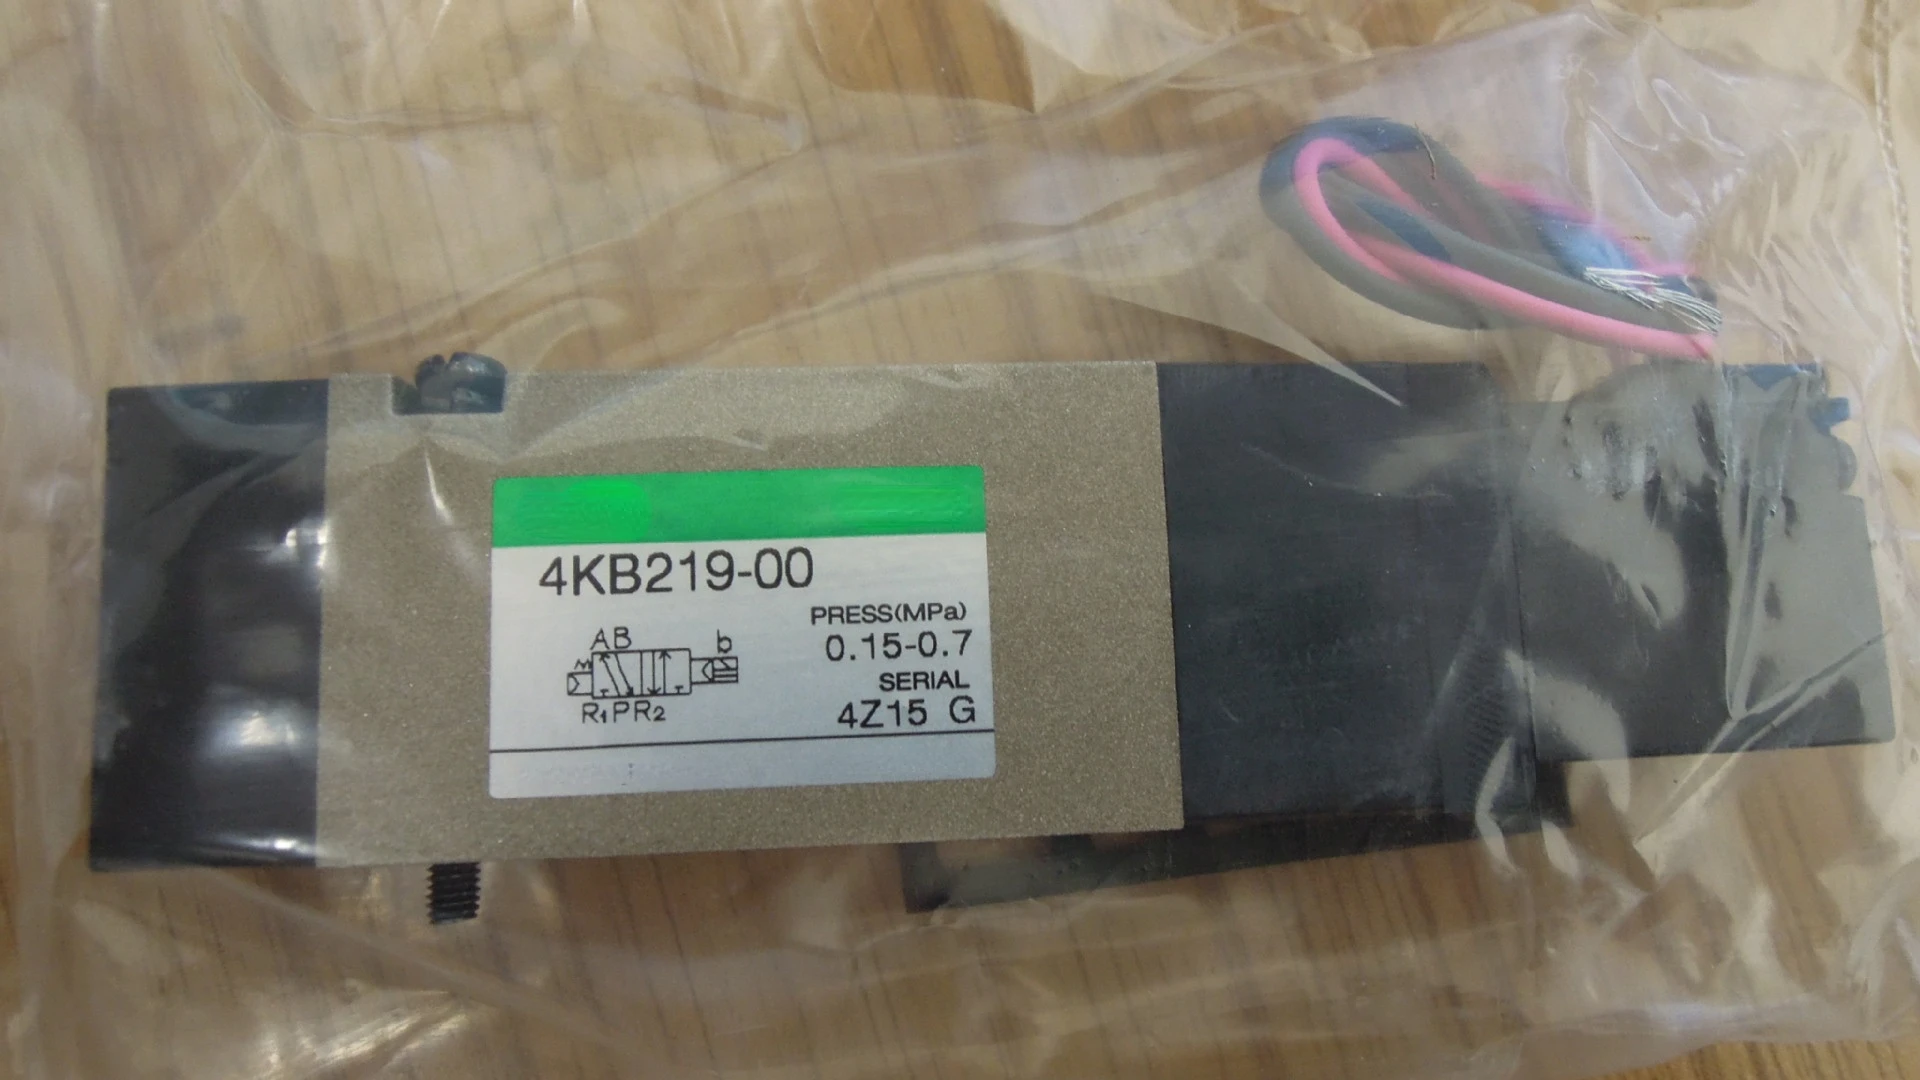 4KB219-00
PRESS(MPa)
0.15-0.7
SERIAL
4Z15 G
AB
b
R1PR2